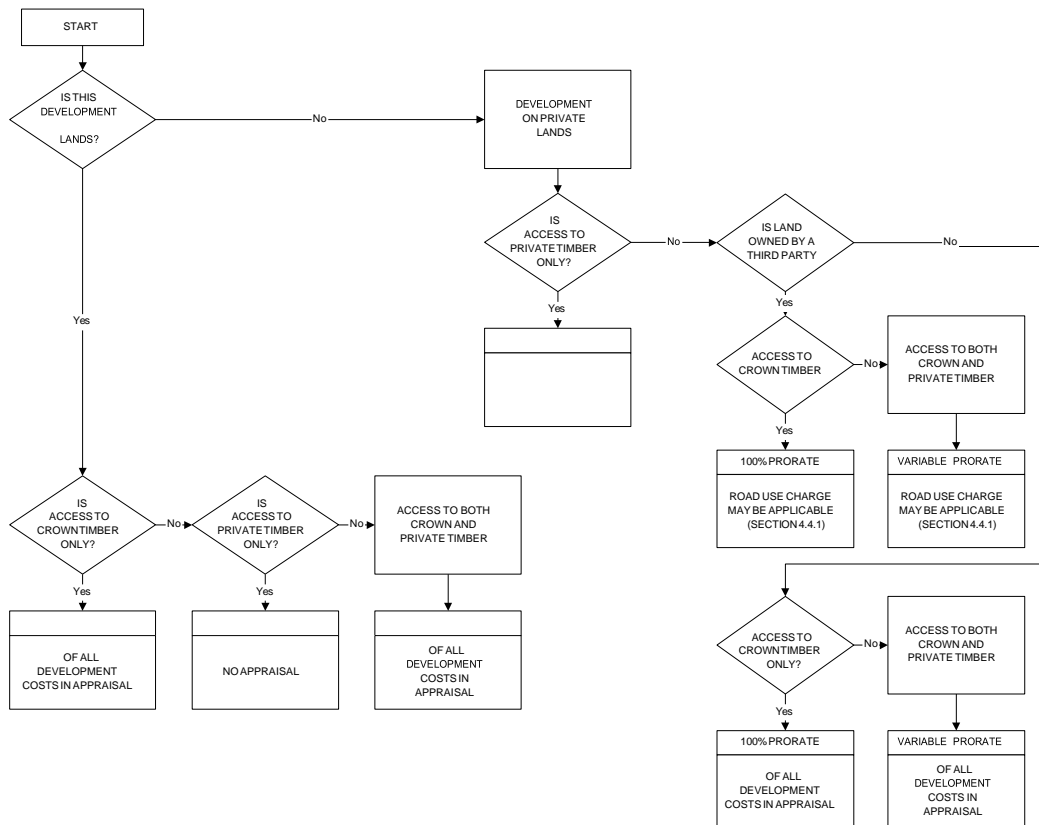 START
IS THIS
DEVELOPMENT
LANDS?
No
DEVELOPMENT
ON PRIVATE
LANDS
IS
ACCESS TO
PRIVATE TIMBER
ONLY?
No
IS LAND
OWNED BY A
THIRD PARTY
No
Yes
Yes
Yes
ACCESS TO
CROWN TIMBER
No
ACCESS TO BOTH
CROWN AND
PRIVATE TIMBER
Yes
100% PRORATE
ROAD USE CHARGE
MAY BE APPLICABLE
(SECTION 4.4.1)
VARIABLE PRORATE
ROAD USE CHARGE
MAY BE APPLICABLE
(SECTION 4.4.1)
IS
ACCESS TO
CROWN TIMBER
ONLY?
No
IS
ACCESS TO
PRIVATE TIMBER
ONLY?
No
ACCESS TO BOTH
CROWN AND
PRIVATE TIMBER
Yes
Yes
OF ALL
DEVELOPMENT
COSTS IN APPRAISAL
NO APPRAISAL
OF ALL
DEVELOPMENT
COSTS IN
APPRAISAL
ACCESS TO
CROWN TIMBER
ONLY?
No
ACCESS TO BOTH
CROWN AND
PRIVATE TIMBER
Yes
100% PRORATE
OF ALL
DEVELOPMENT
COSTS IN APPRAISAL
VARIABLE PRORATE
OF ALL
DEVELOPMENT
COSTS IN
APPRAISAL